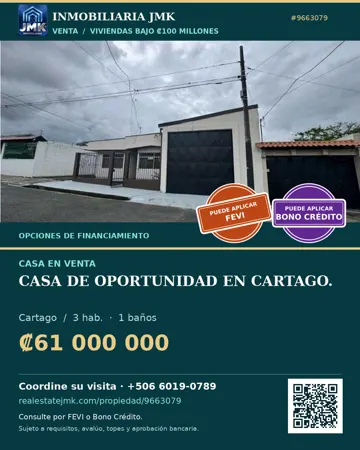 JMK
INMOBILIARIA JMK
#9663079
VENTA / VIVIENDAS BAJO ₡100 MILLONES
PUEDE APLICAR
FEVI
PUEDE APLICAR
BONO CRÉDITO
OPCIONES DE FINANCIAMIENTO
CASA EN VENTA
CASA DE OPORTUNIDAD EN CARTAGO.
Cartago / 3 hab. · 1 baños
₡61 000 000
Coordine su visita · +506 6019-0789
realestatejmk.com/propiedad/9663079
Consulte por FEVI o Bono Crédito.
Sujeto a requisitos, avalúo, topes y aprobación bancaria.